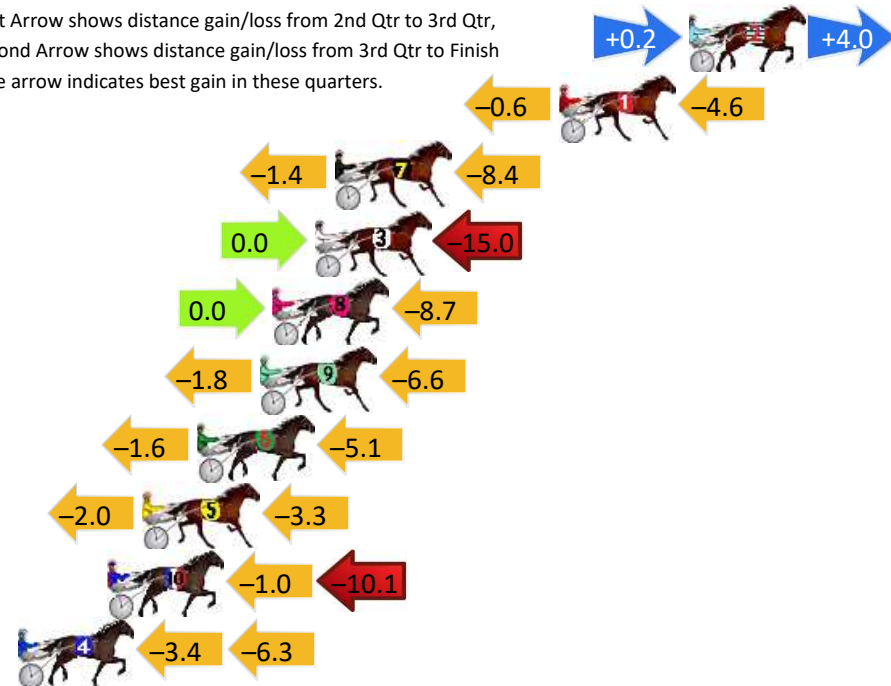 t Arrow shows distance gain/loss from 2nd Qtr to 3rd Qtr,
ond Arrow shows distance gain/loss from 3rd Qtr to Finish
e arrow indicates best gain in these quarters.
+0.2 2 +4.0
–0.6 1 –4.6
–1.4 7 –8.4
0.0 3 –15.0
0.0 8 –8.7
–1.8 9 –6.6
–1.6 6 –5.1
–2.0 5 –3.3
10 –1.0 –10.1
4 –3.4 –6.3